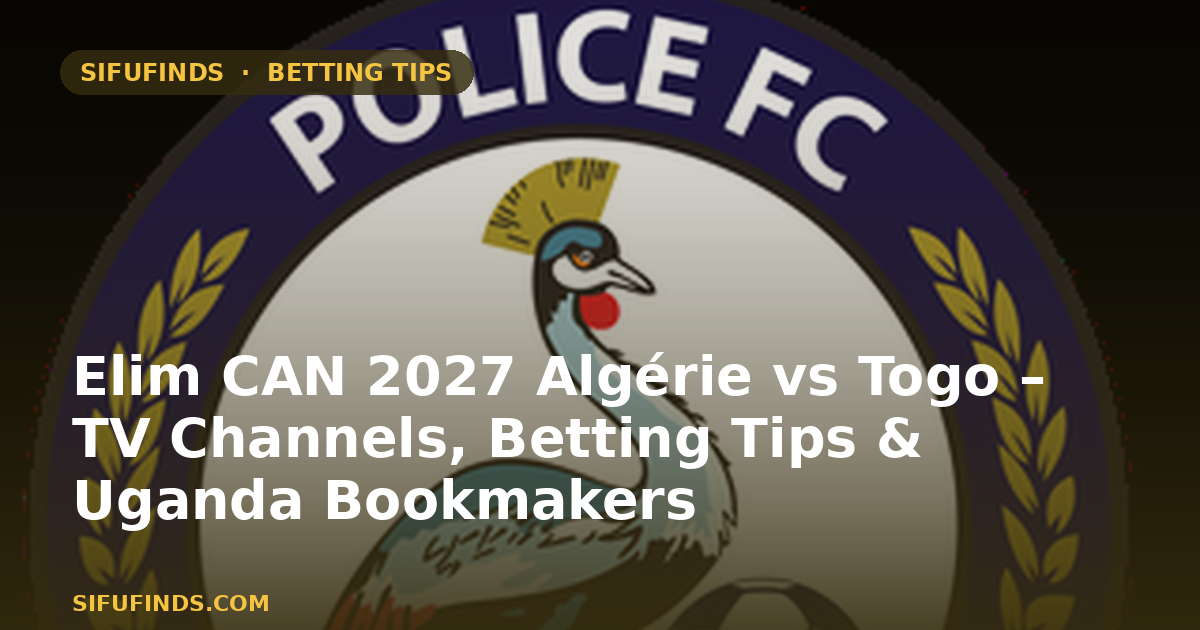 SIFUFINDS · BETTING TIPS
POLICE FC
Elim CAN 2027 Algérie vs Togo –
TV Channels, Betting Tips &
Uganda Bookmakers
SIFUFINDS.COM